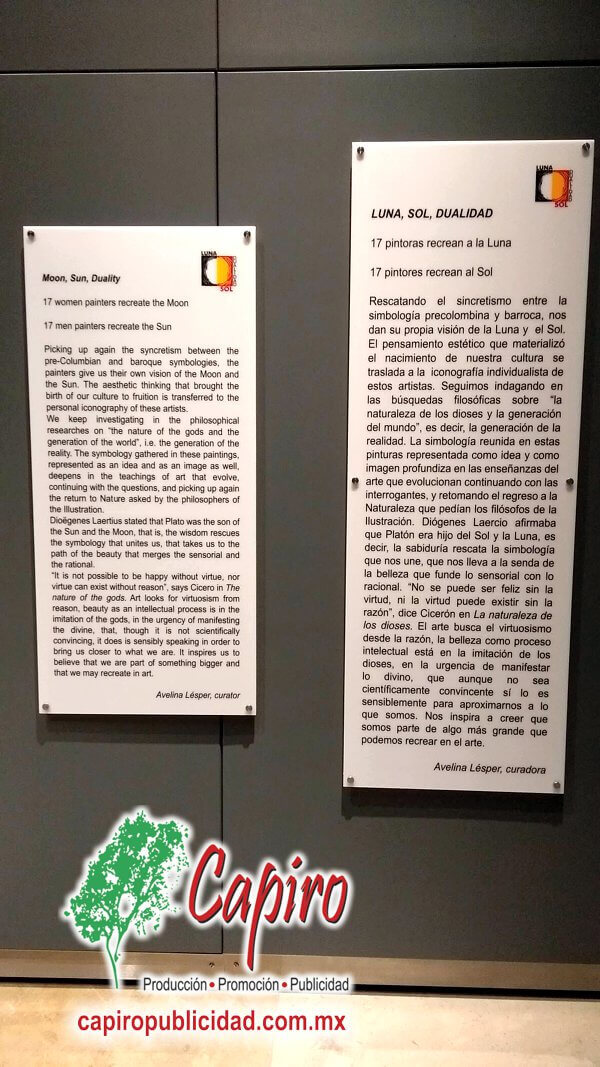 LUNA
DUALIDAD
SOL
Moon, Sun, Duality
17 women painters recreate the Moon
17 men painters recreate the Sun
Picking up again the syncretism between the
pre-Columbian and baroque symbologies, the
painters give us their own vision of the Moon and
the Sun. The aesthetic thinking that brought the
birth of our culture to fruition is transferred to the
personal iconography of these artists.
We keep investigating in the philosophical
researches on “the nature of the gods and the
generation of the world”, i.e. the generation of the
reality. The symbology gathered in these paintings,
represented as an idea and as an image as well,
deepens in the teachings of art that evolve,
continuing with the questions, and picking up again
the return to Nature asked by the philosophers of
the Illustration.
Dioëgenes Laertius stated that Plato was the son of
the Sun and the Moon, that is, the wisdom rescues
the symbology that unites us, that takes us to the
path of the beauty that merges the sensorial and
the rational.
“It is not possible to be happy without virtue, nor
virtue can exist without reason”, says Cicero in The
nature of the gods. Art looks for virtuosism from
reason, beauty as an intellectual process is in the
imitation of the gods, in the urgency of manifesting
the divine, that, though it is not scientifically
convincing, it does is sensibly speaking in order to
bring us closer to what we are. It inspires us to
believe that we are part of something bigger and
that we may recreate in art.
Avelina Lésper, curator
LUNA
DUALIDAD
SOL
LUNA, SOL, DUALIDAD
17 pintoras recrean a la Luna
17 pintores recrean al Sol
Rescatando el sincretismo entre la
simbología precolombina y barroca, nos
dan su propia visión de la Luna y el Sol.
El pensamiento estético que materializó
el nacimiento de nuestra cultura se
traslada a la iconografía individualista de
estos artistas. Seguimos indagando en
las búsquedas filosóficas sobre “la
naturaleza de los dioses y la generación
del mundo”, es decir, la generación de la
realidad. La simbología reunida en estas
pinturas representada como idea y como
imagen profundiza en las enseñanzas del
arte que evolucionan continuando con las
interrogantes, y retomando el regreso a la
Naturaleza que pedían los filósofos de la
Ilustración. Diógenes Laercio afirmaba
que Platón era hijo del Sol y la Luna, es
decir, la sabiduría rescata la simbología
que nos une, que nos lleva a la senda de
la belleza que funde lo sensorial con lo
racional. “No se puede ser feliz sin la
virtud, ni la virtud puede existir sin la
razón”, dice Cicerón en La naturaleza de
los dioses. El arte busca el virtuosismo
desde la razón, la belleza como proceso
intelectual está en la imitación de los
dioses, en la urgencia de manifestar
lo divino, que aunque no sea
científicamente convincente sí lo es
sensiblemente para aproximarnos a lo
que somos. Nos inspira a creer que
somos parte de algo más grande que
podemos recrear en el arte.
Avelina Lésper, curadora
Capiro
Producción • Promoción • Publicidad
capiropublicidad.com.mx